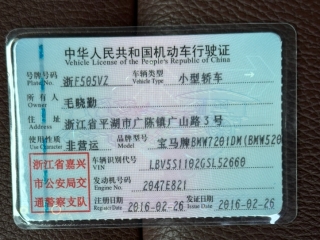 中华人民共和国机动车行驶证
Vehicle License of the People's Republic of China
号牌号码 Plate No. 浙F505V2 车辆类型 Vehicle Type 小型轿车
所有人 Owner 毛晓勤
住址 Address 浙江省平湖市广陈镇广山路3号
使用性质 Use Character 非营运 品牌型号 Model 宝马牌BMW7201DM(BMW520
浙江省嘉兴
市公安局交
通警察支队
车辆识别代号 VIN LBV5S1102GSL52660
发动机号码 Engine No. 2047E821
注册日期 Register Date 2016-02-26 发证日期 Issue Date 2016-02-26